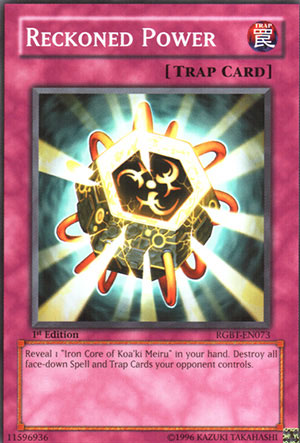 RECKONED POWER
TRAP
罠
[TRAP CARD]
1st Edition
RGBT-EN073
Reveal 1 "Iron Core of Koa'ki Meiru" in your hand. Destroy all
face-down Spell and Trap Cards your opponent controls.
11596936
©1996 KAZUKI TAKAHASHI